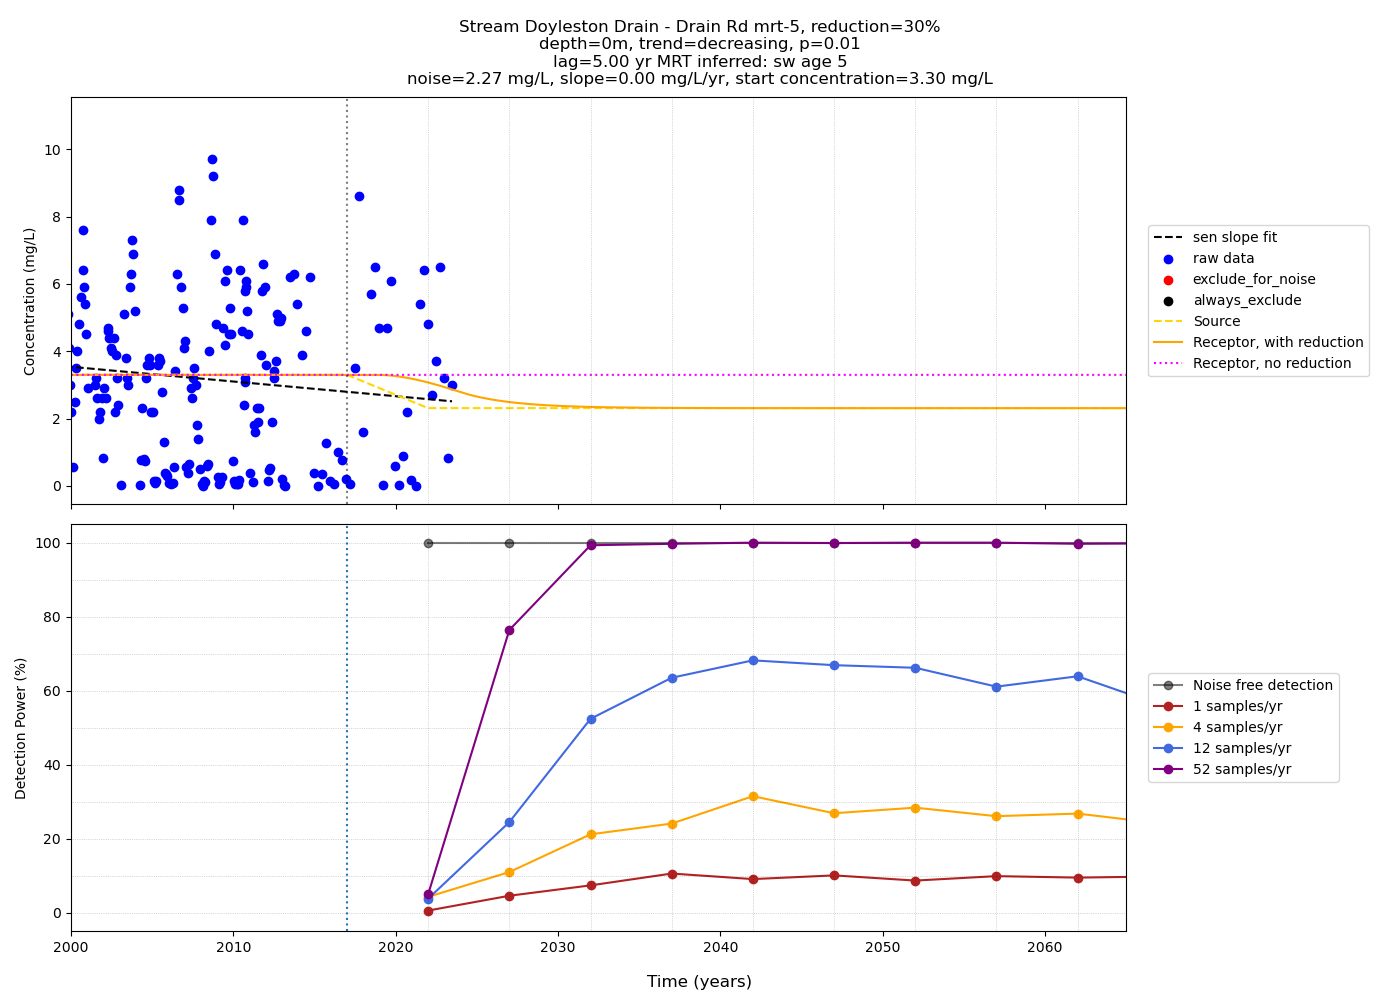 Stream Doyleston Drain - Drain Rd mrt-5, reduction=30%
depth=0m, trend=decreasing, p=0.01
lag=5.00 yr MRT inferred: sw age 5
noise=2.27 mg/L, slope=0.00 mg/L/yr, start concentration=3.30 mg/L
Concentration (mg/L)
10
8
6
4
2
0
sen slope fit
raw data
exclude_for_noise
always_exclude
Source
Receptor, with reduction
Receptor, no reduction
Detection Power (%)
100
80
60
40
20
0
Noise free detection
1 samples/yr
4 samples/yr
12 samples/yr
52 samples/yr
2000
2010
2020
2030
2040
2050
2060
Time (years)